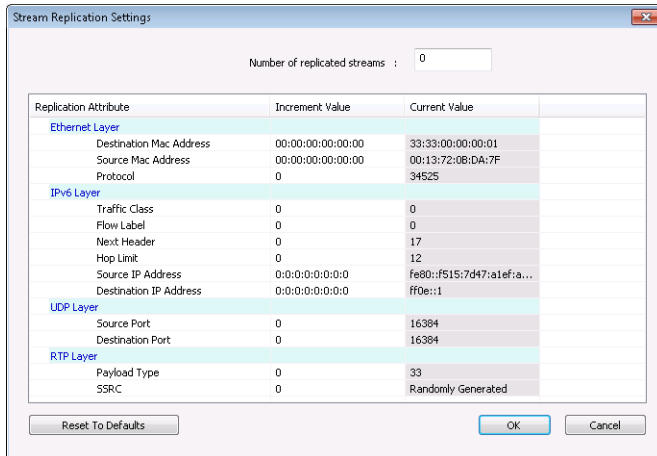 Stream Replication Settings
Number of replicated streams : 0
Replication Attribute Increment Value Current Value
Ethernet Layer
Destination Mac Address 00:00:00:00:00:00 33:33:00:00:00:01
Source Mac Address 00:00:00:00:00:00 00:13:72:0B:DA:7F
Protocol 0 34525
IPv6 Layer
Traffic Class 0 0
Flow Label 0 0
Next Header 0 17
Hop Limit 0 12
Source IP Address 0:0:0:0:0:0:0:0 fe80::f515:7d47:a1ef:a...
Destination IP Address 0:0:0:0:0:0:0:0 ff0e::1
UDP Layer
Source Port 0 16384
Destination Port 0 16384
RTP Layer
Payload Type 0 33
SSRC 0 Randomly Generated
Reset To Defaults OK Cancel